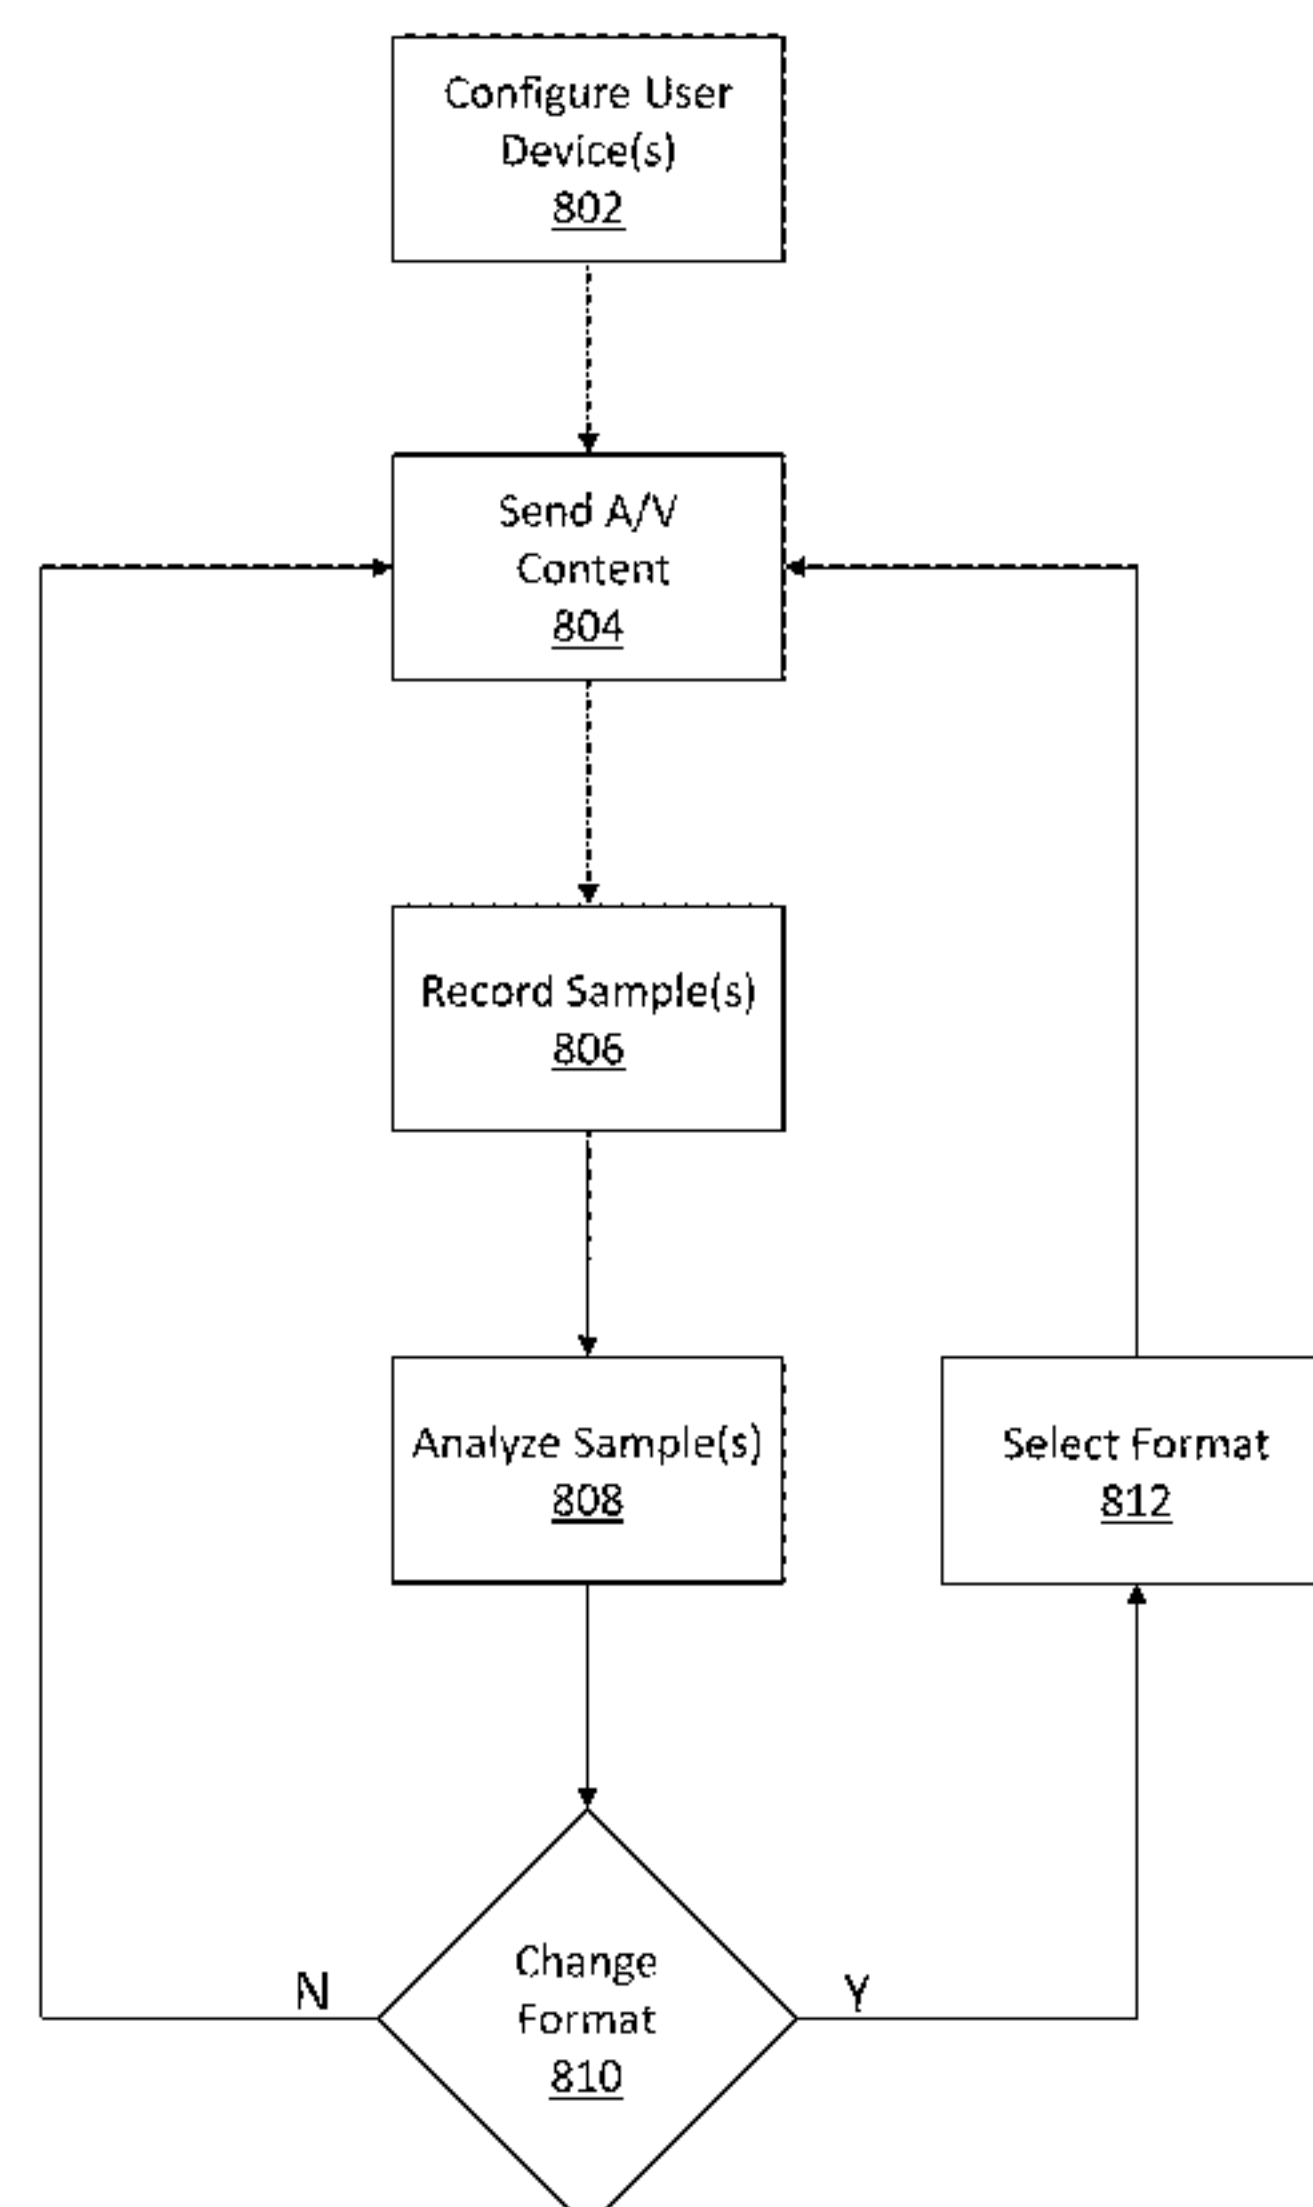 Configure User
Device(s)
802
Send A/V
Content
804
Record Sample(s)
806
Analyze Sample(s)
808
Select Format
812
Change
Format
810
N
Y